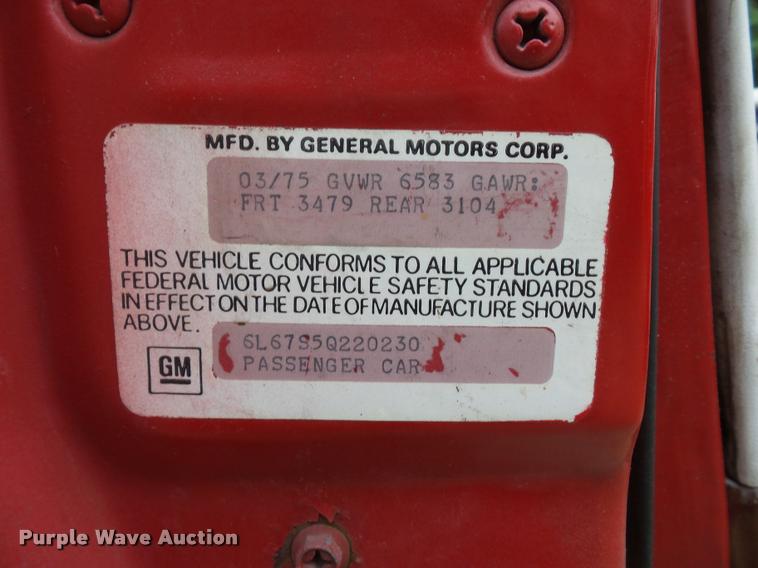 MFD. BY GENERAL MOTORS CORP.
03/75 GVWR 6583 GAWR:
FRT 3479 REAR 3104
THIS VEHICLE CONFORMS TO ALL APPLICABLE
FEDERAL MOTOR VEHICLE SAFETY STANDARDS
IN EFFECT ON THE DATE OF MANUFACTURE SHOWN
ABOVE.
6L67S5Q220230
PASSENGER CAR
GM
Purple Wave Auction